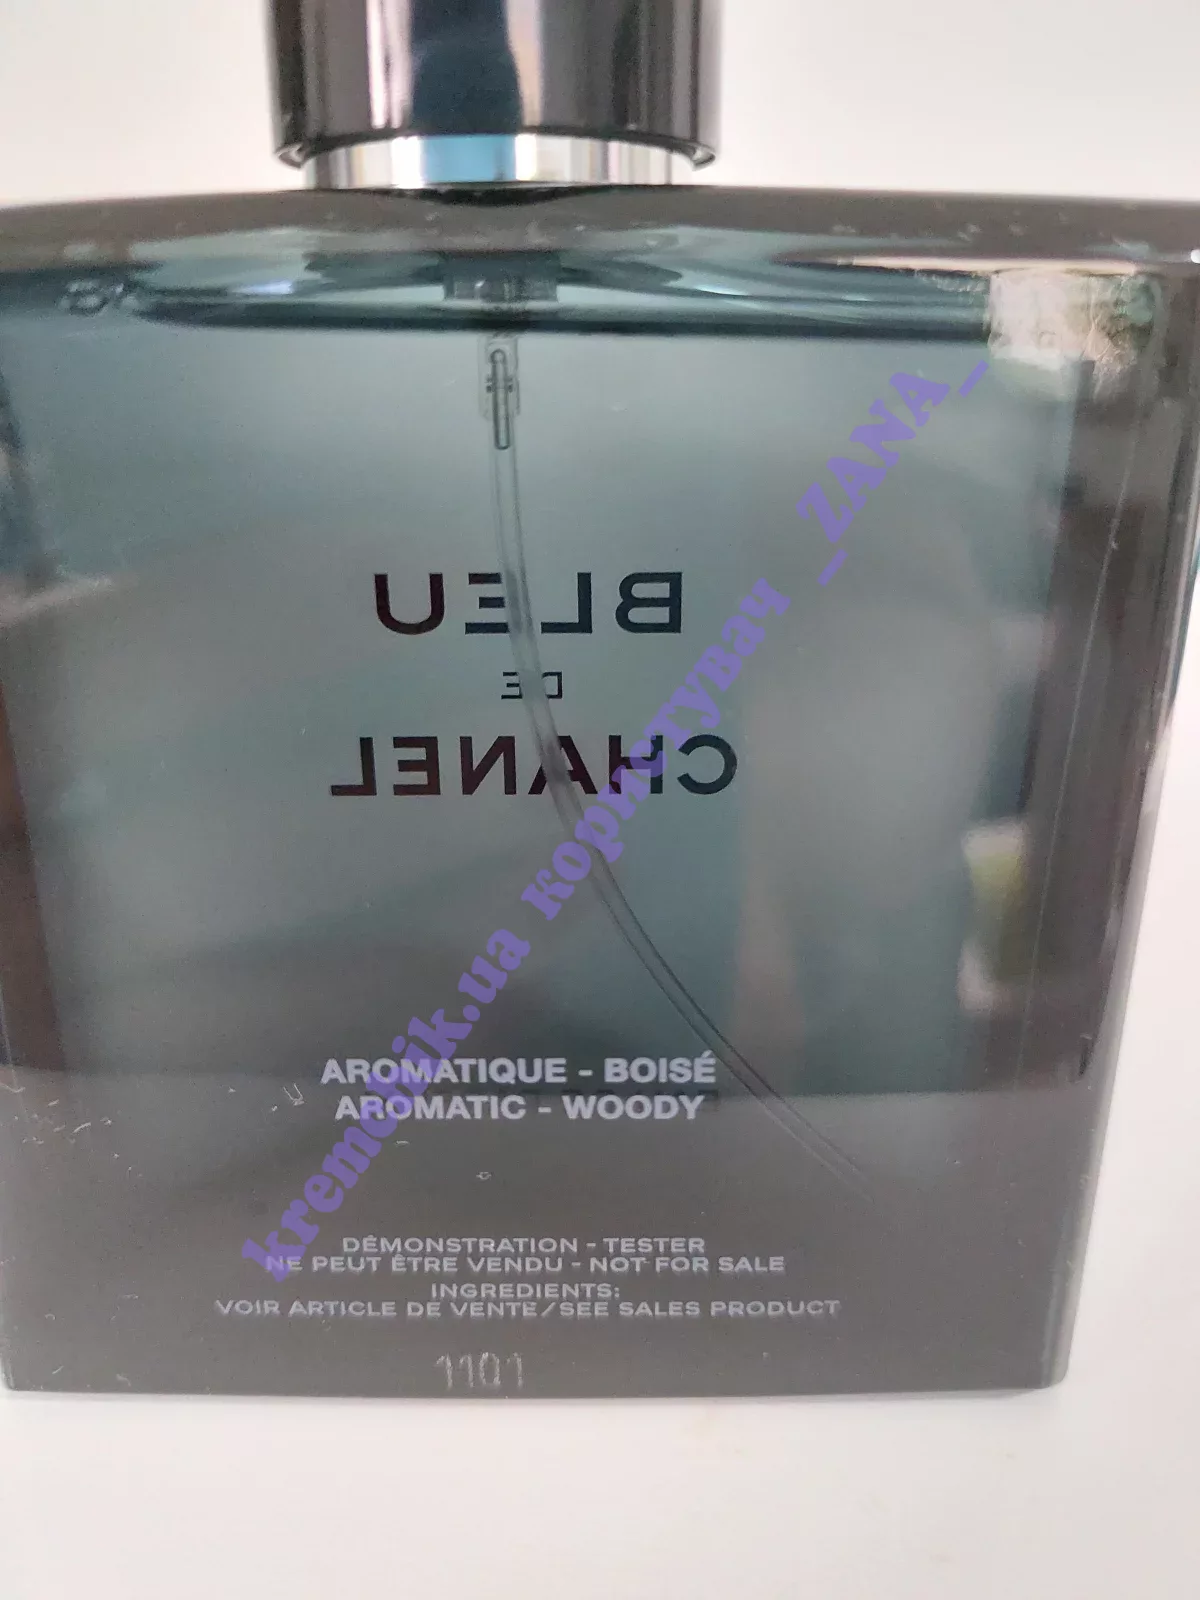 BLEU
DE
CHANEL
AROMATIQUE - BOISÉ
AROMATIC - WOODY
DÉMONSTRATION - TESTER
NE PEUT ÊTRE VENDU - NOT FOR SALE
INGREDIENTS:
VOIR ARTICLE DE VENTE/SEE SALES PRODUCT
1101
kremobik.ua користувач _ZANA_